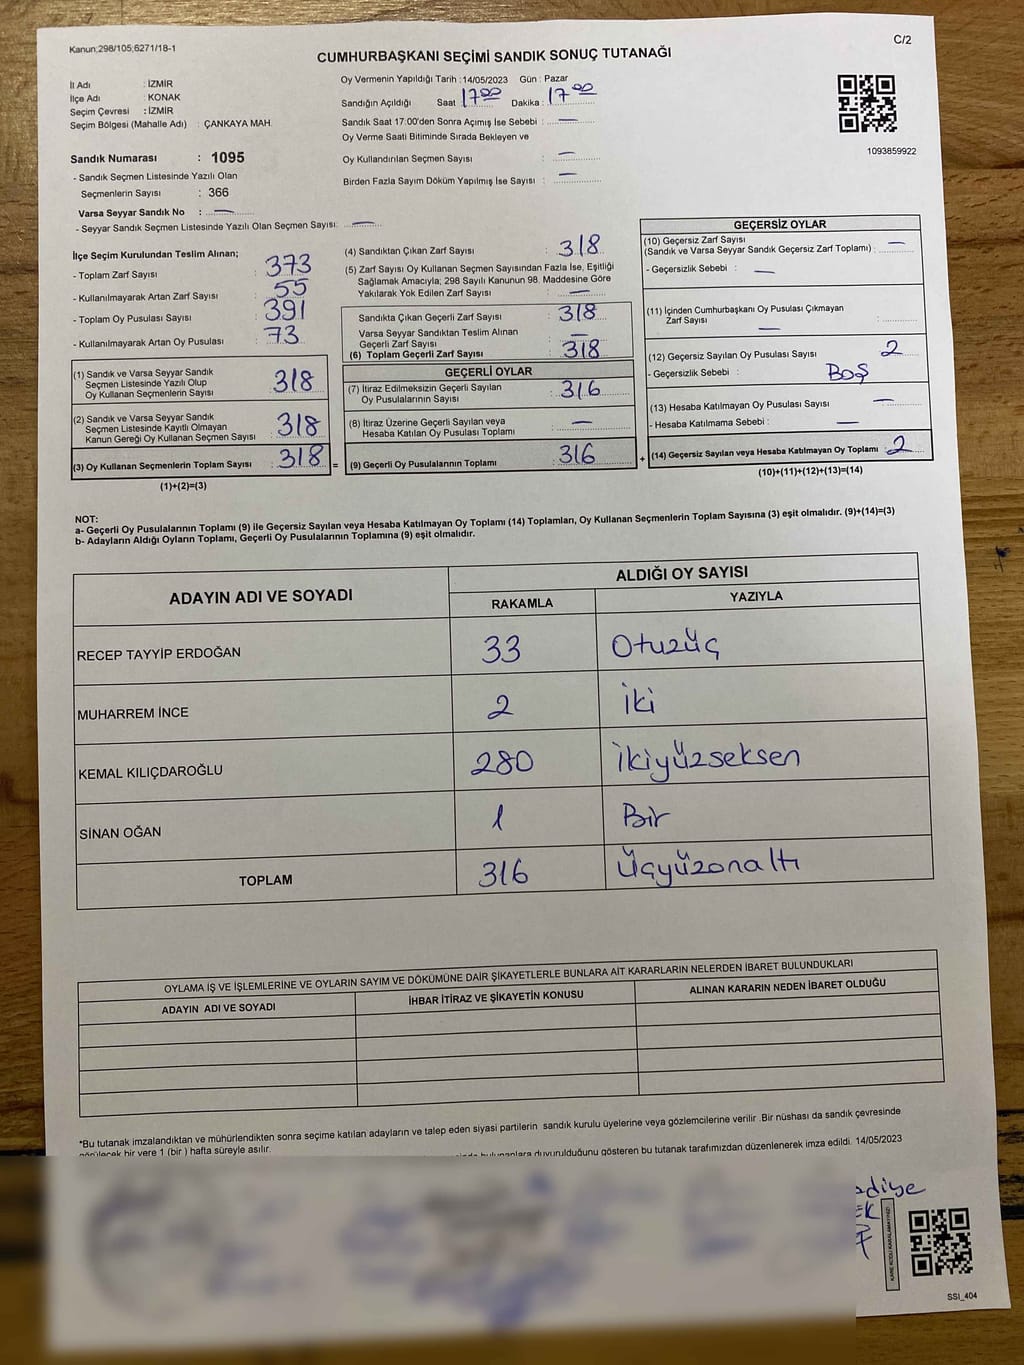 Kanun;298/105;6271/18-1
C/2
CUMHURBAŞKANI SEÇİMİ SANDIK SONUÇ TUTANAĞI
İl Adı : İZMİR
İlçe Adı : KONAK
Seçim Çevresi : İZMİR
Seçim Bölgesi (Mahalle Adı) : ÇANKAYA MAH.
Oy Vermenin Yapıldığı Tarih : 14/05/2023 Gün : Pazar
Sandığın Açıldığı Saat 17:00 Dakika : 17:00
Sandık Saat 17:00'den Sonra Açımış İse Sebebi : —
Oy Verme Saati Bitiminde Sırada Bekleyen ve
Oy Kullandırılan Seçmen Sayısı : —
Birden Fazla Sayım Döküm Yapılmış İse Sayısı : —
1093859922
Sandık Numarası : 1095
- Sandık Seçmen Listesinde Yazılı Olan
Seçmenlerin Sayısı : 366
Varsa Seyyar Sandık No : —
- Seyyar Sandık Seçmen Listesinde Yazılı Olan Seçmen Sayısı: —
İlçe Seçim Kurulundan Teslim Alınan;
- Toplam Zarf Sayısı : 373
- Kullanılmayarak Artan Zarf Sayısı : 55
- Toplam Oy Pusulası Sayısı : 391
- Kullanılmayarak Artan Oy Pusulası : 73
(1) Sandık ve Varsa Seyyar Sandık
Seçmen Listesinde Yazılı Olup
Oy Kullanan Seçmenlerin Sayısı : 318
(2) Sandık ve Varsa Seyyar Sandık
Seçmen Listesinde Kayıtlı Olmayan
Kanun Gereği Oy Kullanan Seçmen Sayısı : 318
(3) Oy Kullanan Seçmenlerin Toplam Sayısı : 318 =
(1)+(2)=(3)
(4) Sandıktan Çıkan Zarf Sayısı : 318
(5) Zarf Sayısı Oy Kullanan Seçmen Sayısından Fazla İse, Eşitliği
Sağlamak Amacıyla; 298 Sayılı Kanunun 98. Maddesine Göre
Yakılarak Yok Edilen Zarf Sayısı : —
Sandıkta Çıkan Geçerli Zarf Sayısı : 318
Varsa Seyyar Sandıktan Teslim Alınan
Geçerli Zarf Sayısı : —
(6) Toplam Geçerli Zarf Sayısı : 318
GEÇERLİ OYLAR
(7) İtiraz Edilmeksizin Geçerli Sayılan
Oy Pusulalarının Sayısı : 316
(8) İtiraz Üzerine Geçerli Sayılan veya
Hesaba Katılan Oy Pusulası Toplamı : —
(9) Geçerli Oy Pusulalarının Toplamı : 316 +
GEÇERSİZ OYLAR
(10) Geçersiz Zarf Sayısı
(Sandık ve Varsa Seyyar Sandık Geçersiz Zarf Toplamı) : —
- Geçersizlik Sebebi : —
(11) İçinden Cumhurbaşkanı Oy Pusulası Çıkmayan
Zarf Sayısı : —
(12) Geçersiz Sayılan Oy Pusulası Sayısı : 2
- Geçersizlik Sebebi : BOŞ
(13) Hesaba Katılmayan Oy Pusulası Sayısı : —
- Hesaba Katılmama Sebebi : —
(14) Geçersiz Sayılan veya Hesaba Katılmayan Oy Toplamı : 2
(10)+(11)+(12)+(13)=(14)
NOT:
a- Geçerli Oy Pusulalarının Toplamı (9) ile Geçersiz Sayılan veya Hesaba Katılmayan Oy Toplamı (14) Toplamları, Oy Kullanan Seçmenlerin Toplam Sayısına (3) eşit olmalıdır. (9)+(14)=(3)
b- Adayların Aldığı Oyların Toplamı, Geçerli Oy Pusulalarının Toplamına (9) eşit olmalıdır.
ADAYIN ADI VE SOYADI
ALDIĞI OY SAYISI
RAKAMLA YAZIYLA
RECEP TAYYİP ERDOĞAN 33 Otuzüç
MUHARREM İNCE 2 İki
KEMAL KILIÇDAROĞLU 280 İkiyüzseksen
SİNAN OĞAN 1 Bir
TOPLAM 316 Üçyüzonaltı
OYLAMA İŞ VE İŞLEMLERİNE VE OYLARIN SAYIM VE DÖKÜMÜNE DAİR ŞİKAYETLERLE BUNLARA AİT KARARLARIN NELERDEN İBARET BULUNDUKLARI
ADAYIN ADI VE SOYADI İHBAR İTİRAZ VE ŞİKAYETİN KONUSU ALINAN KARARIN NEDEN İBARET OLDUĞU
*Bu tutanak imzalandıktan ve mühürlendikten sonra seçime katılan adayların ve talep eden siyasi partilerin sandık kurulu üyelerine veya gözlemcilerine verilir .Bir nüshası da sandık çevresinde
görülecek bir yere 1 (bir ) hafta süreyle asılır.
bulunanlara duyurulduğunu gösteren bu tutanak tarafımızdan düzenlenerek imza edildi. 14/05/2023
KARE KODU KARALAMAYINIZ!
SSİ_404